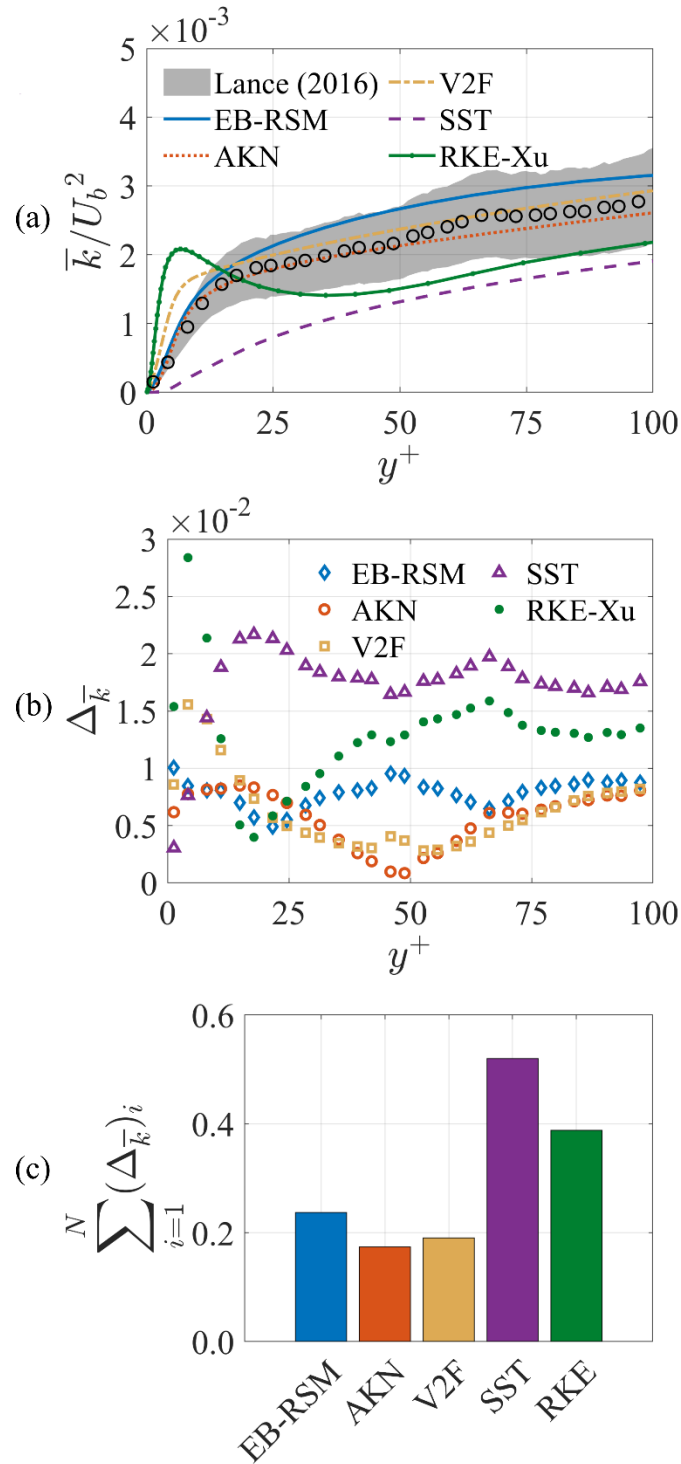 ×10⁻³
5
4
3
2
1
0
Lance (2016)
EB-RSM
AKN
V2F
SST
RKE-Xu
(a)
k̅/U_b²
0 25 50 75 100
y⁺
×10⁻²
3
2.5
2
1.5
1
0.5
0
EB-RSM
AKN
V2F
SST
RKE-Xu
(b)
Δ_k̅
0 25 50 75 100
y⁺
0.6
0.4
0.2
0.0
(c)
N
∑(Δ_k̅)_i
i=1
EB-RSM AKN V2F SST RKE